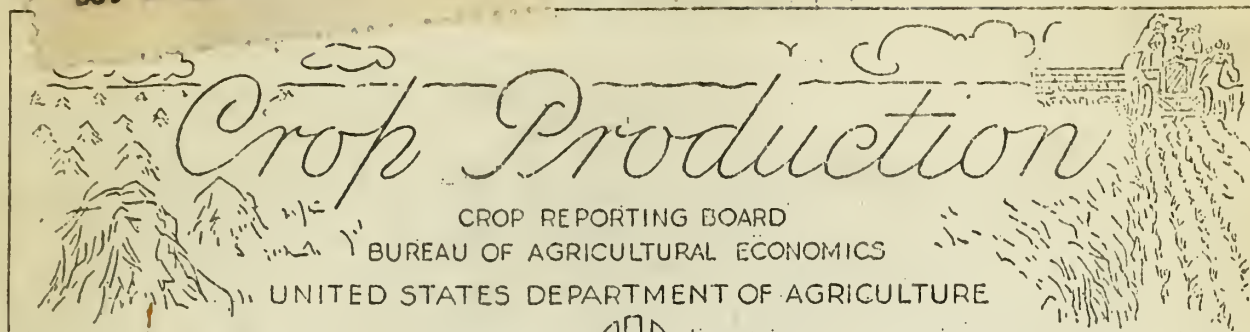 Crop Production
CROP REPORTING BOARD
BUREAU OF AGRICULTURAL ECONOMICS
UNITED STATES DEPARTMENT OF AGRICULTURE